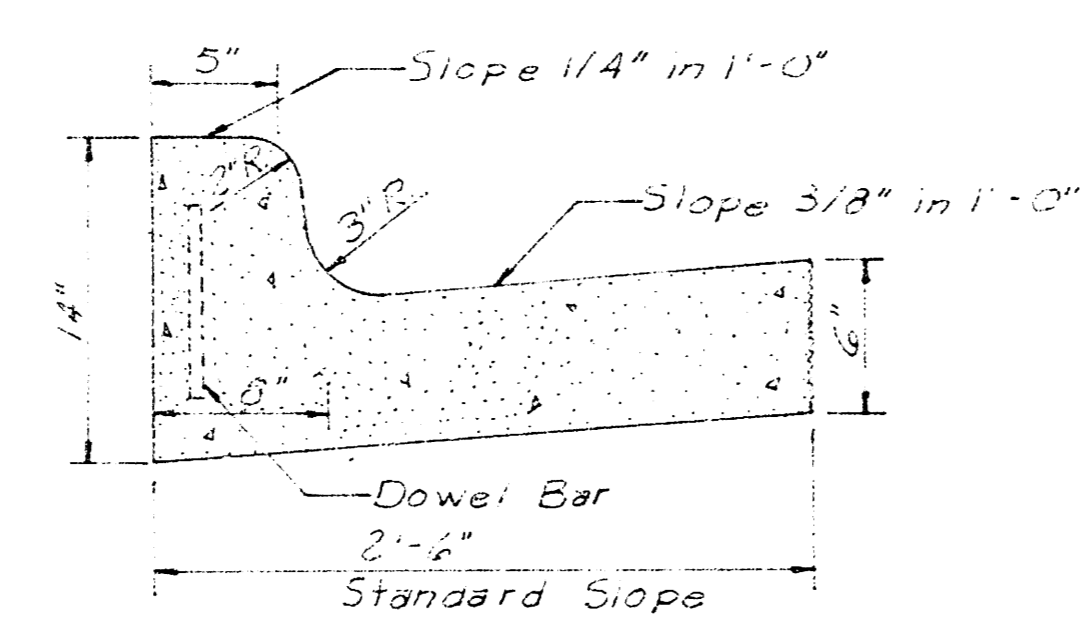 5"
Slope 1/4" in 1'-0"
2" R.
3" R.
Slope 3/8" in 1'-0"
14"
6"
Dowel Bar
2'-6"
Standard Slope